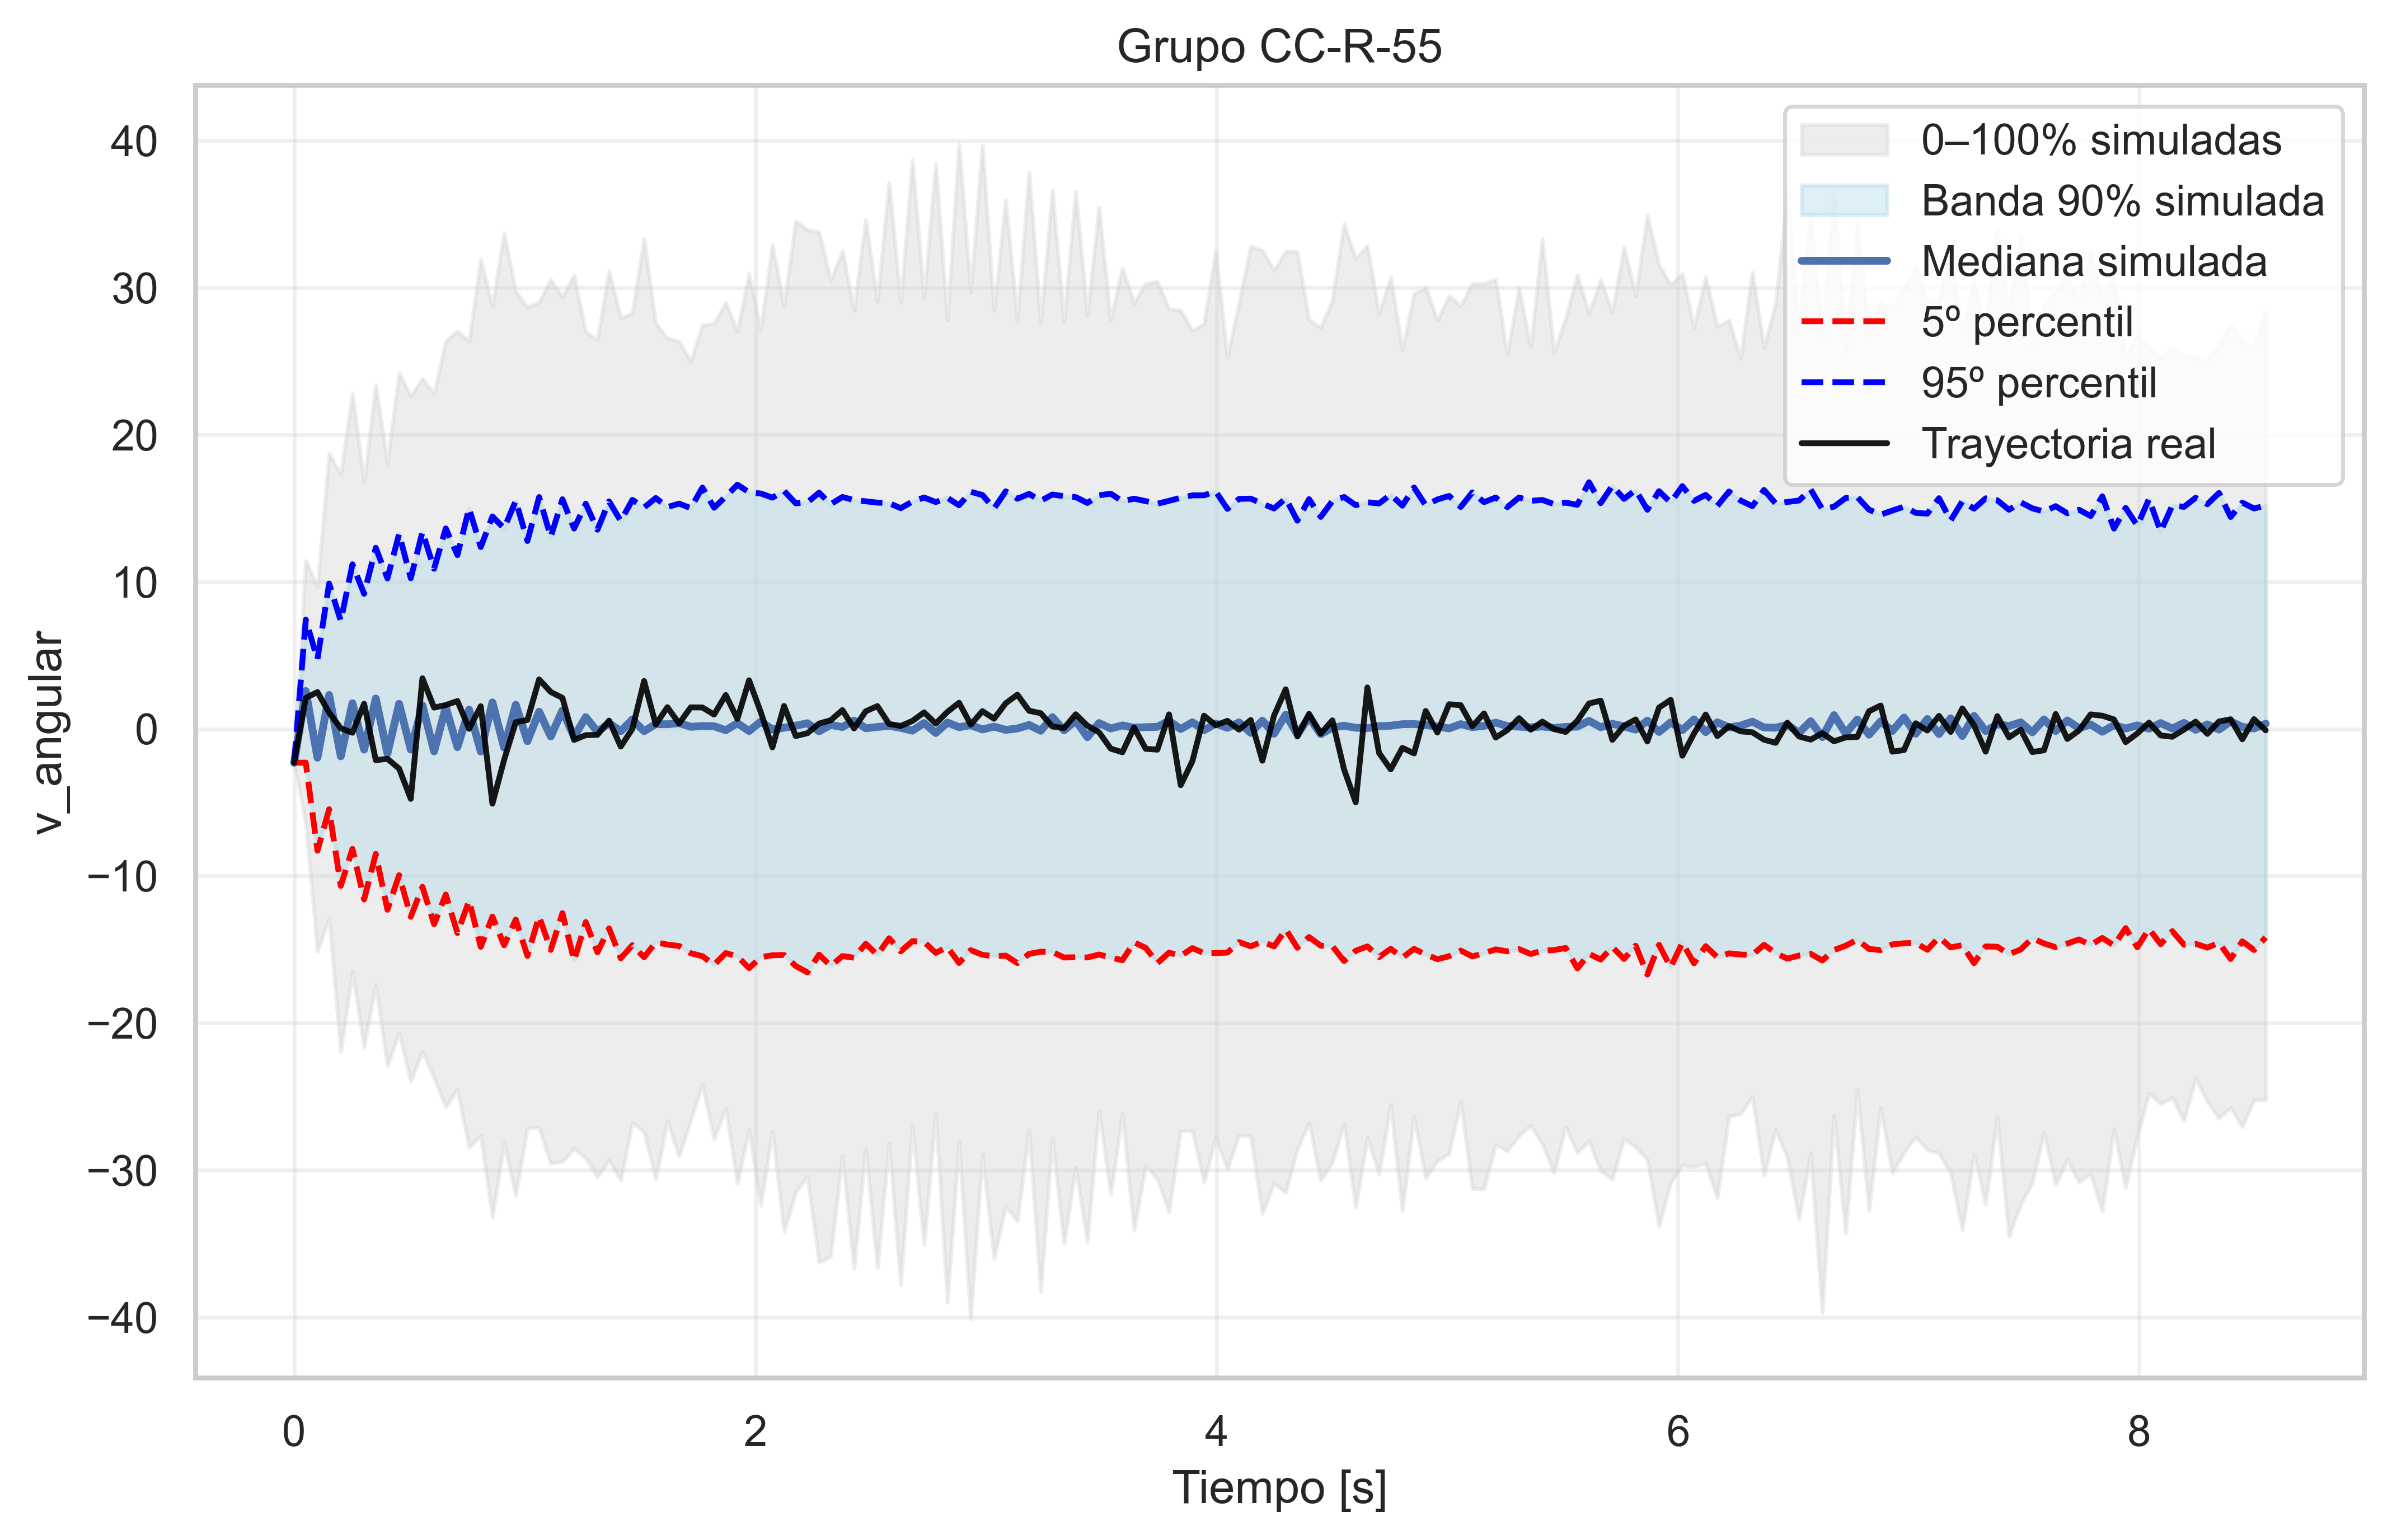 Grupo CC-R-55
40
30
20
10
0
−10
−20
−30
−40
v_angular
0–100% simuladas
Banda 90% simulada
Mediana simulada
5º percentil
95º percentil
Trayectoria real
0 2 4 6 8
Tiempo [s]